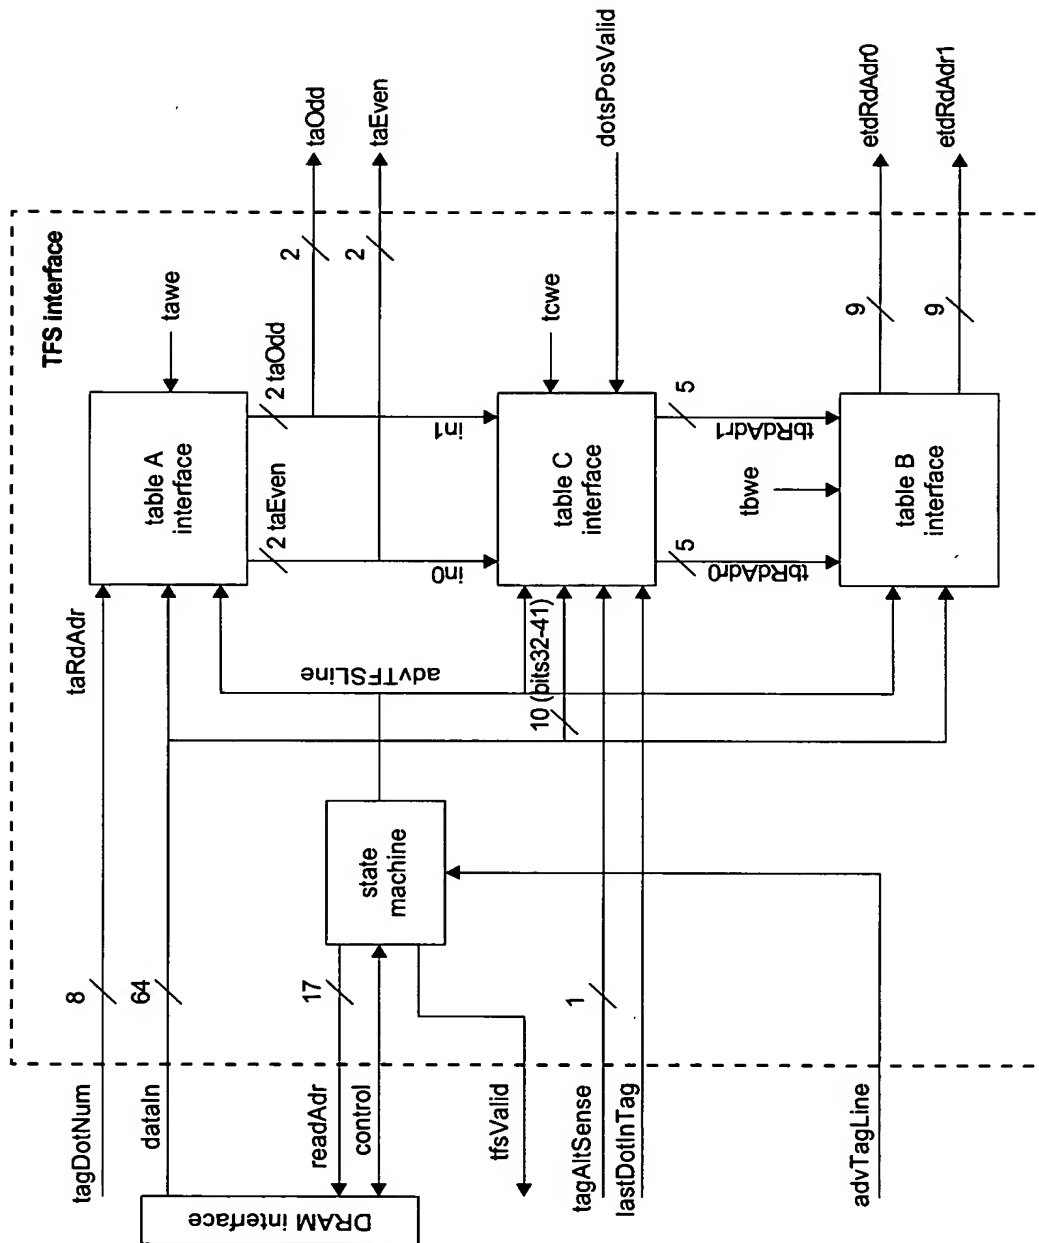 TFS interface
tagDotNum
8
taRdAdr
dataIn
64
table A
interface
tawe
2 taEven
2 taOdd
2
taOdd
2
taEven
DRAM interface
readAdr
17
control
tfsValid
state
machine
advTFSLine
10 (bits32-41)
in0
in1
table C
interface
tcwe
dotsPosValid
tagAltSense
1
lastDotInTag
advTagLine
5
tbRdAdr0
5
tbRdAdr1
tbwe
table B
interface
9
etdRdAdr0
9
etdRdAdr1